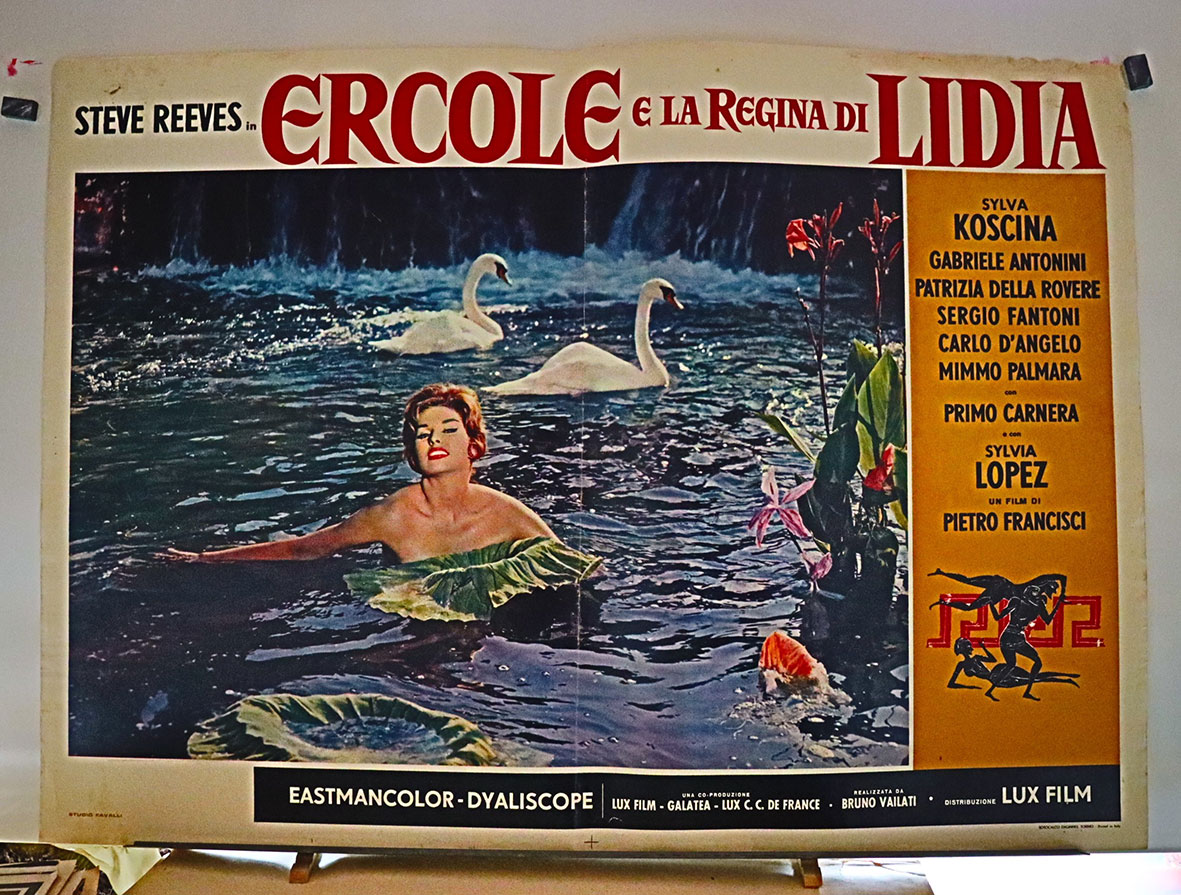 STEVE REEVES in ERCOLE E LA REGINA DI LIDIA
SYLVA
KOSCINA
GABRIELE ANTONINI
PATRIZIA DELLA ROVERE
SERGIO FANTONI
CARLO D'ANGELO
MIMMO PALMARA
con
PRIMO CARNERA
e con
SYLVIA
LOPEZ
UN FILM DI
PIETRO FRANCISCI
EASTMANCOLOR - DYALISCOPE
UNA CO-PRODUZIONE
LUX FILM - GALATEA - LUX C. C. DE FRANCE •
REALIZZATA DA
BRUNO VAILATI •
DISTRIBUZIONE LUX FILM
STUDIO FAVALLI